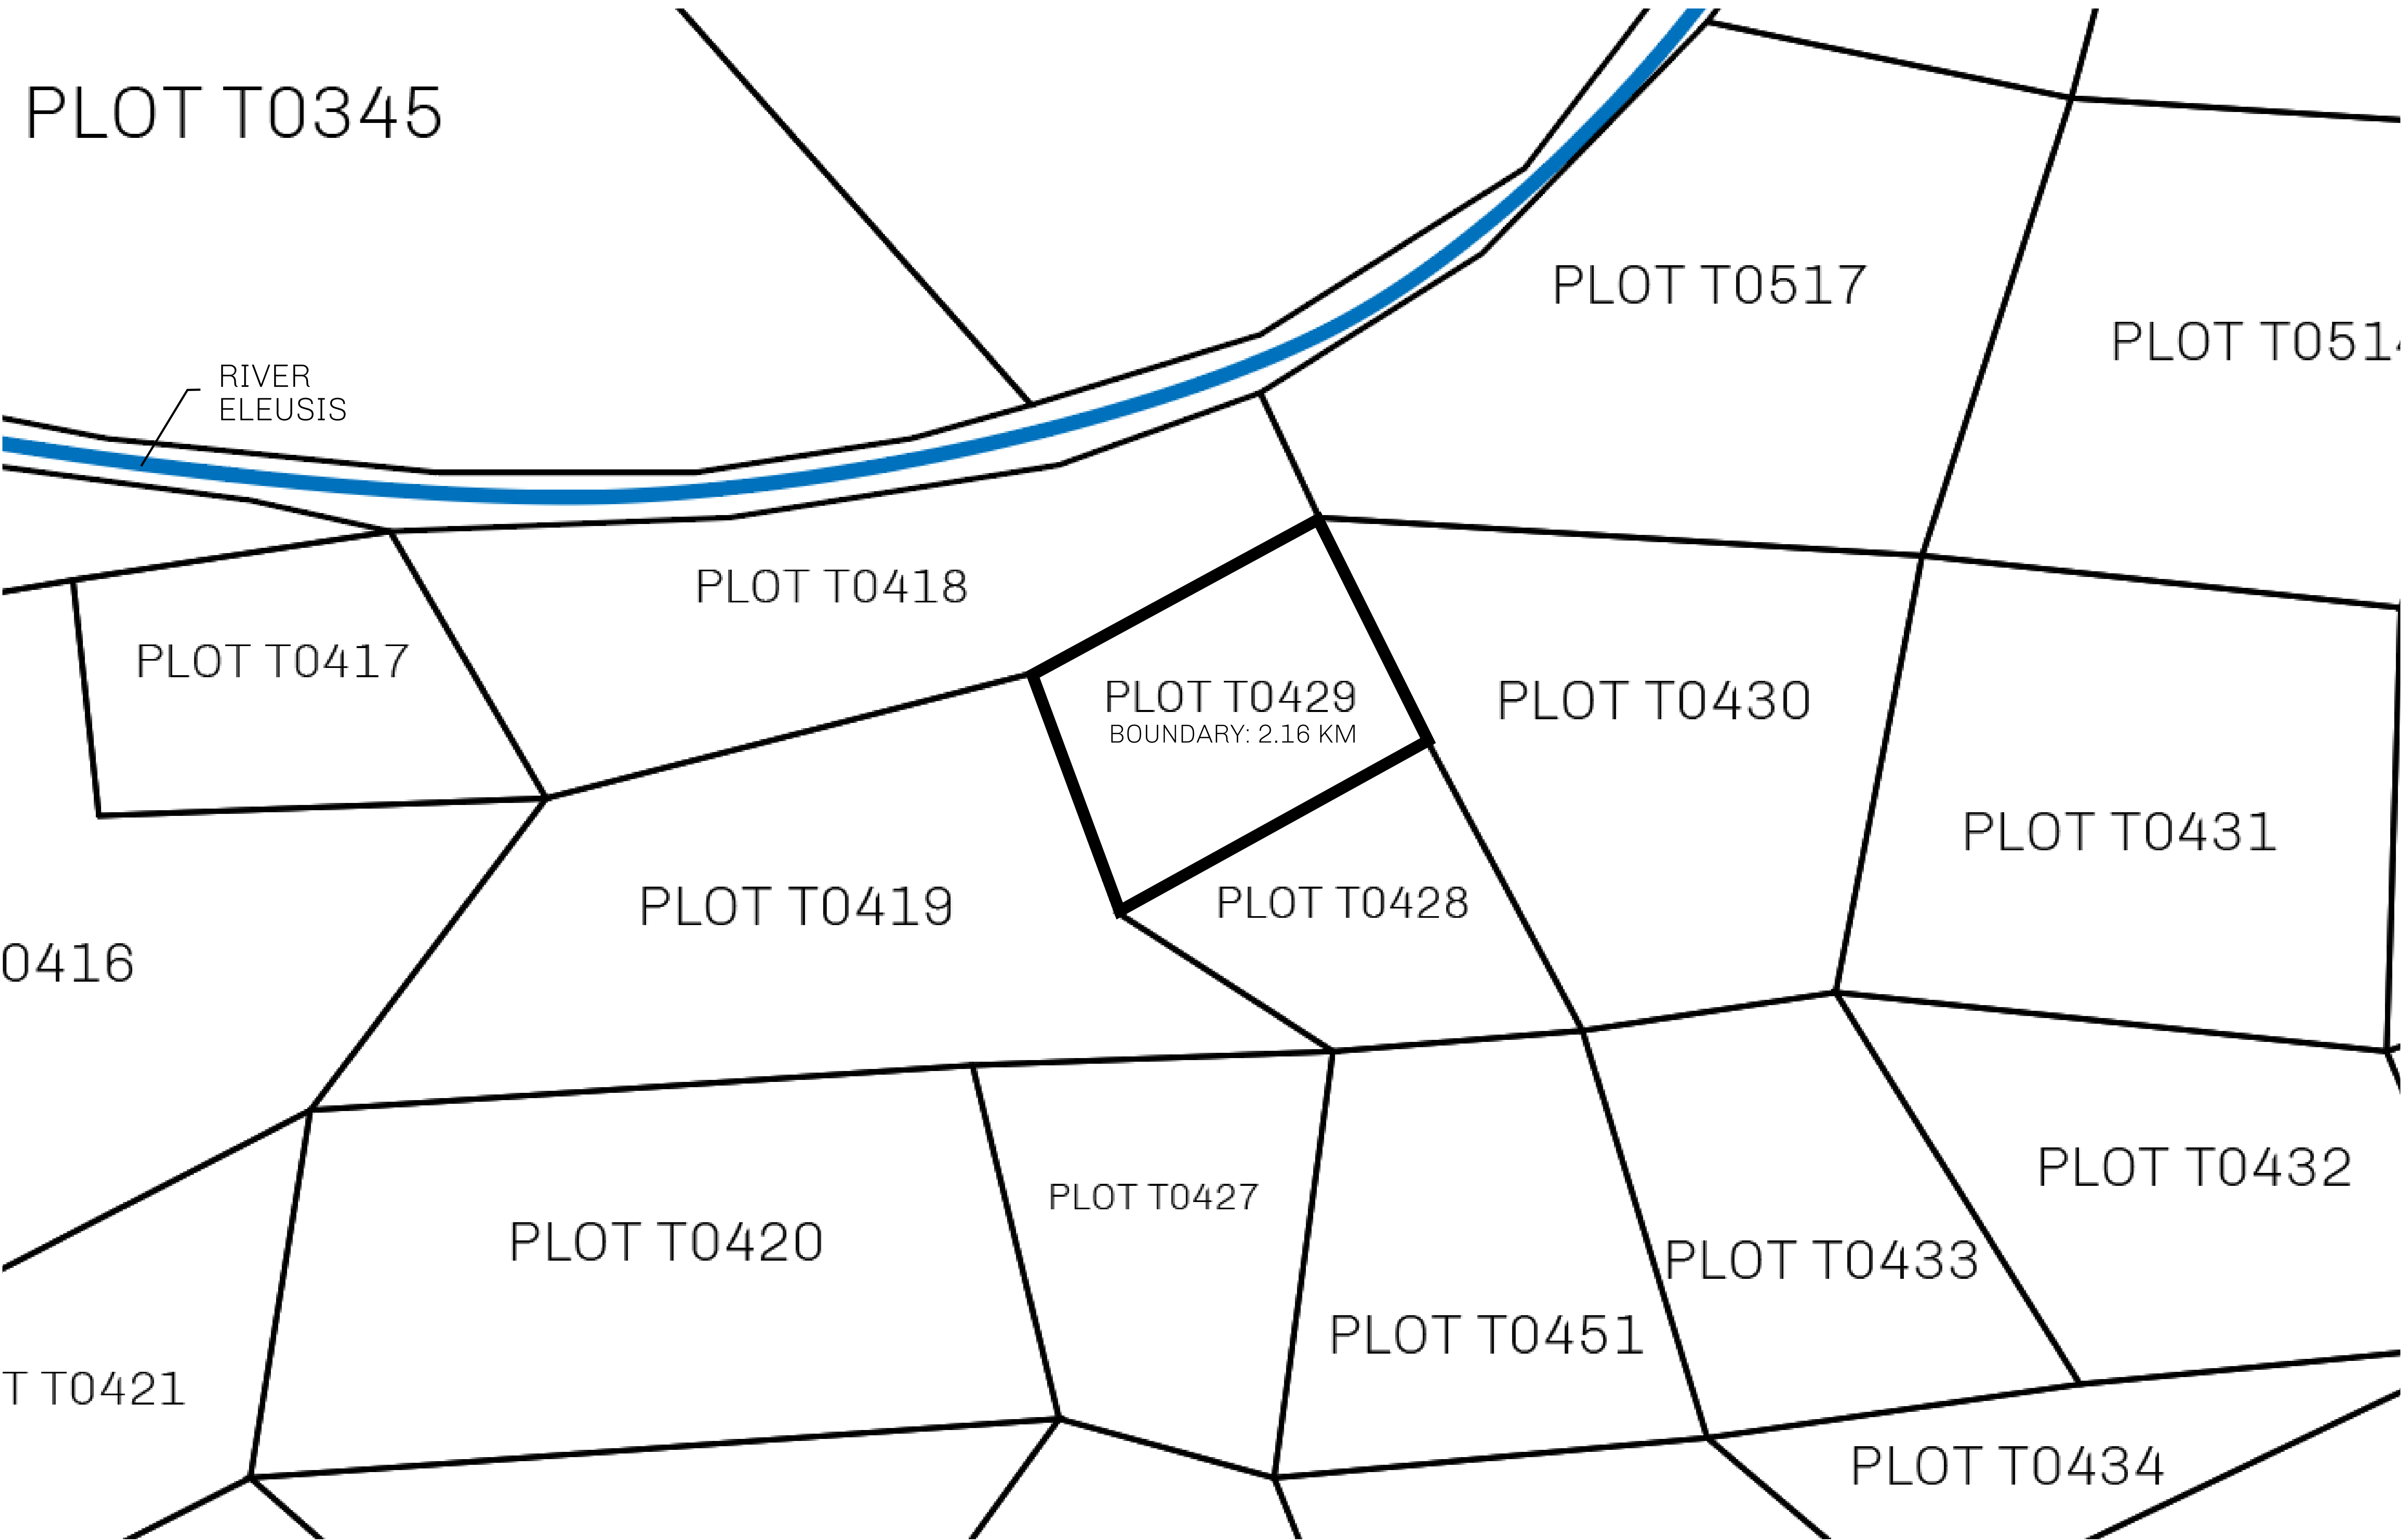 PLOT T0345
PLOT T0517
PLOT T051
RIVER
ELEUSIS
PLOT T0418
PLOT T0417
PLOT T0429
BOUNDARY: 2.16 KM
PLOT T0430
PLOT T0431
PLOT T0419
PLOT T0428
0416
PLOT T0432
PLOT T0427
PLOT T0420
PLOT T0433
PLOT T0451
T T0421
PLOT T0434